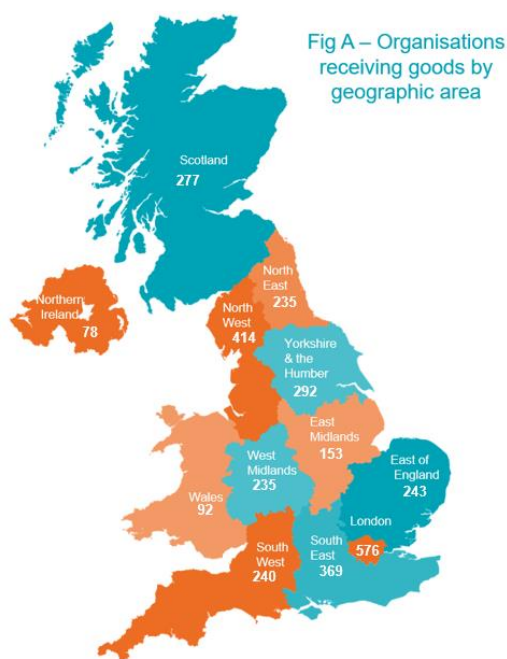 Fig A – Organisations
receiving goods by
geographic area
Scotland
277
North
East
235
Northern
Ireland
78
North
West
414
Yorkshire
& the
Humber
292
East
Midlands
153
West
Midlands
235
East of
England
243
Wales
92
London
576
South
West
240
South
East
369